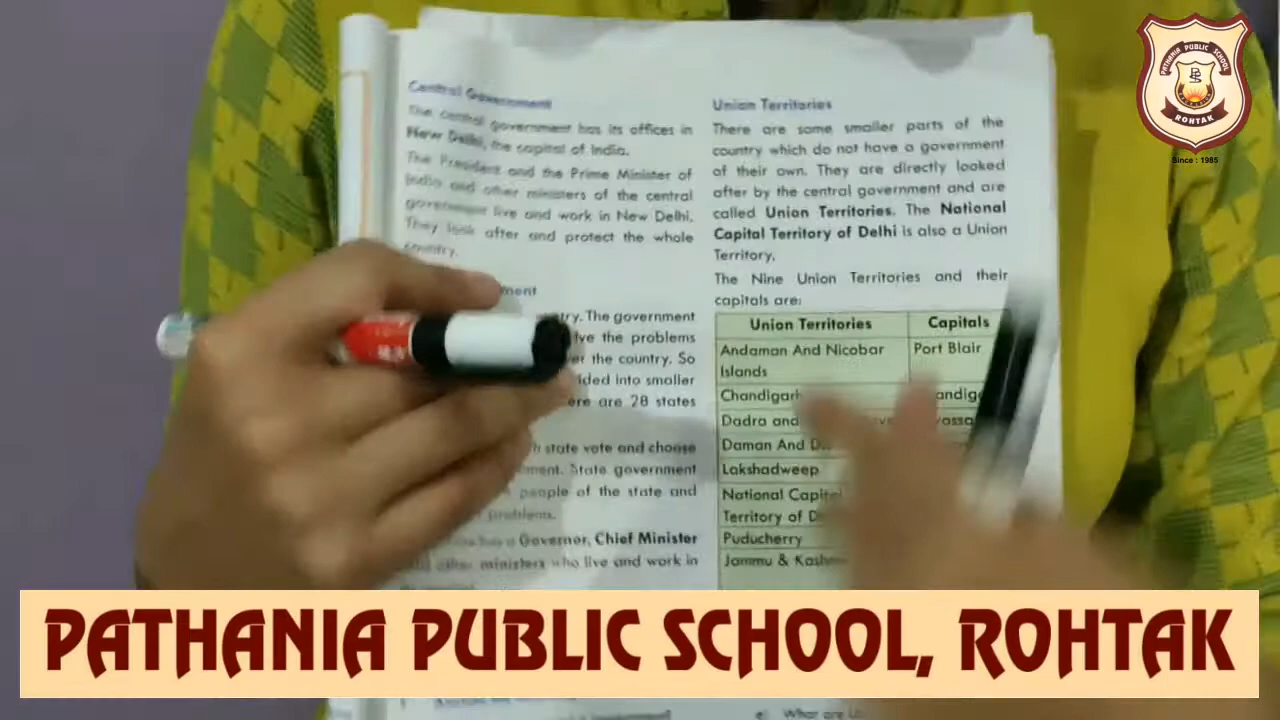 Central Government
The central government has its offices in
New Delhi, the capital of India.
The President and the Prime Minister of
India and other ministers of the central
government live and work in New Delhi.
They look after and protect the whole
country.
The government
the problems
the country. So
into smaller
are 28 states
state vote and choose
State government
people of the state and
problems.
a Governor, Chief Minister
and other ministers who live and work in
Union Territories
There are some smaller parts of the
country which do not have a government
of their own. They are directly looked
after by the central government and are
called Union Territories. The National
Capital Territory of Delhi is also a Union
Territory.
The Nine Union Territories and their
capitals are:
Union Territories Capitals
Andaman And Nicobar Port Blair
Islands
Chandigarh
Dadra and
Daman And
Lakshadweep
National Capital
Territory of
Puducherry
Jammu &
What are
PATHANIA PUBLIC SCHOOL
PS
ROHTAK
Since : 1985
PATHANIA PUBLIC SCHOOL, ROHTAK